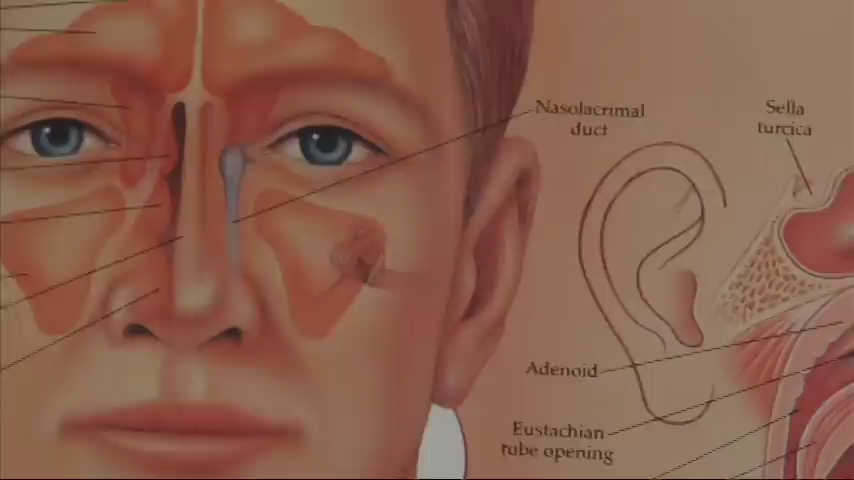 Nasolacrimal
duct
Sella
turcica
Adenoid
Eustachian
tube opening